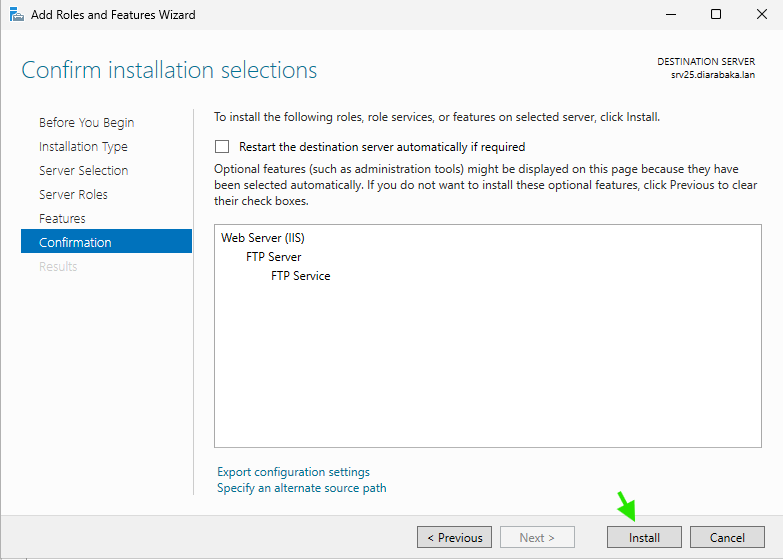 Add Roles and Features Wizard
Confirm installation selections
DESTINATION SERVER
srv25.diarabaka.lan
Before You Begin
Installation Type
Server Selection
Server Roles
Features
Confirmation
Results
To install the following roles, role services, or features on selected server, click Install.
Restart the destination server automatically if required
Optional features (such as administration tools) might be displayed on this page because they have
been selected automatically. If you do not want to install these optional features, click Previous to clear
their check boxes.
Web Server (IIS)
FTP Server
FTP Service
Export configuration settings
Specify an alternate source path
< Previous
Next >
Install
Cancel